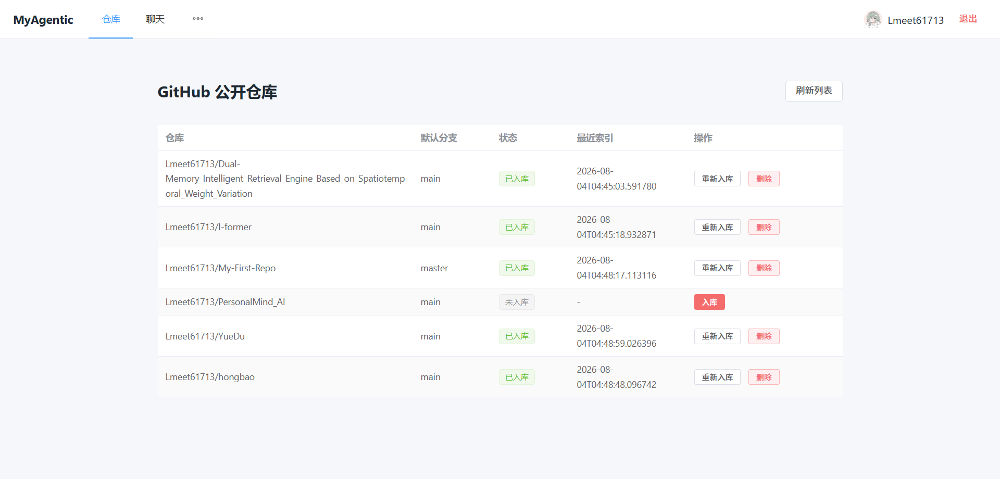 MyAgentic 仓库 聊天 Lmeet61713 退出
GitHub 公开仓库 刷新列表
仓库 默认分支 状态 最近索引 操作
Lmeet61713/Dual-
Memory_Intelligent_Retrieval_Engine_Based_on_Spatiotemp
oral_Weight_Variation
main 已入库
2026-08-
04T04:45:03.591780
重新入库 删除
Lmeet61713/I-former main 已入库
2026-08-
04T04:45:18.932871
重新入库 删除
Lmeet61713/My-First-Repo master 已入库
2026-08-
04T04:48:17.113116
重新入库 删除
Lmeet61713/PersonalMind_AI main 未入库 - 入库
Lmeet61713/YueDu main 已入库
2026-08-
04T04:48:59.026396
重新入库 删除
Lmeet61713/hongbao main 已入库
2026-08-
04T04:48:48.096742
重新入库 删除